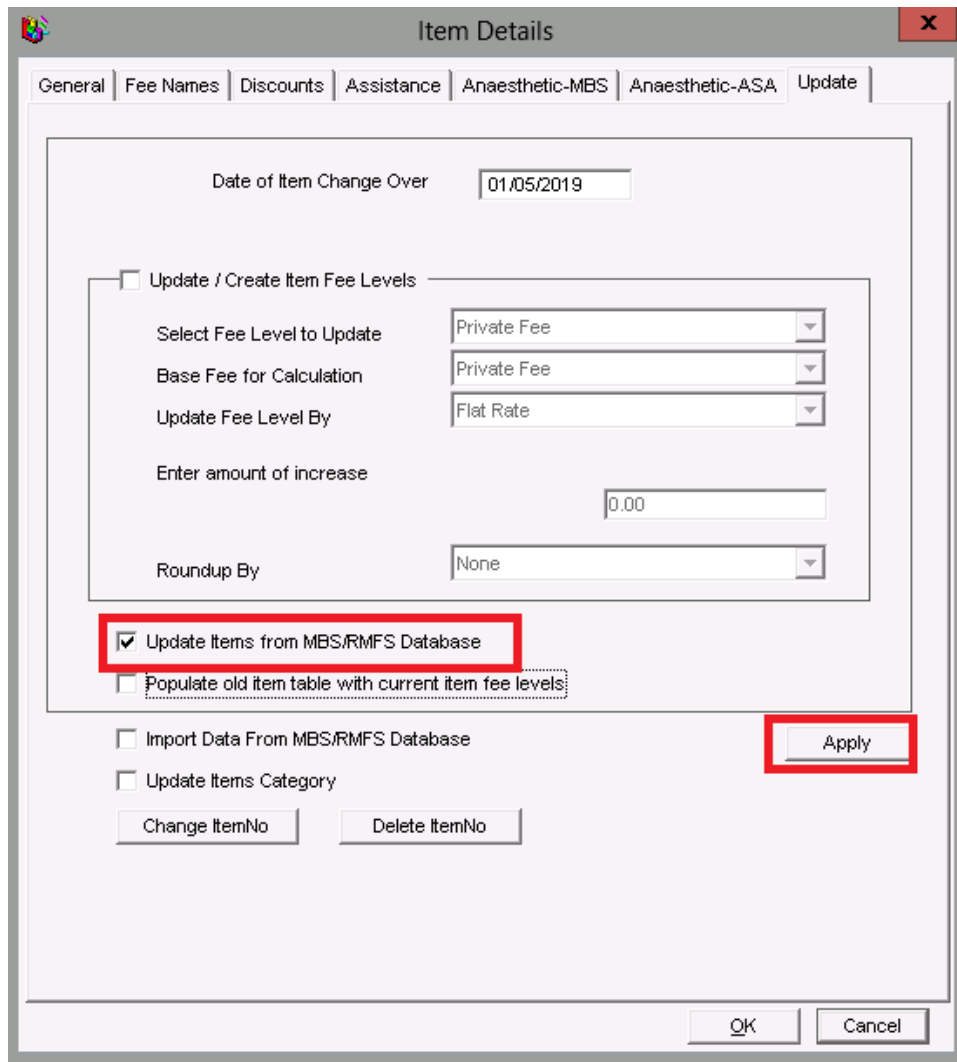 Item Details
x
General Fee Names Discounts Assistance Anaesthetic-MBS Anaesthetic-ASA Update
Date of Item Change Over 01/05/2019
Update / Create Item Fee Levels
Select Fee Level to Update Private Fee
Base Fee for Calculation Private Fee
Update Fee Level By Flat Rate
Enter amount of increase
0.00
Roundup By None
Update Items from MBS/RMFS Database
Populate old item table with current item fee levels
Import Data From MBS/RMFS Database Apply
Update Items Category
Change ItemNo Delete ItemNo
OK Cancel